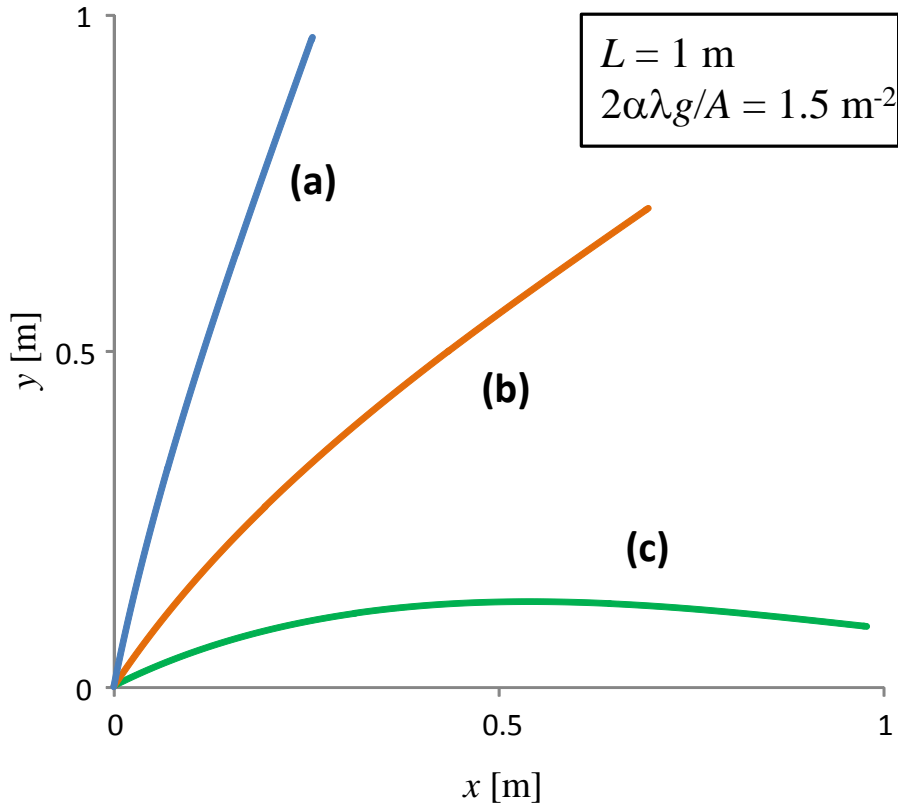 1
L = 1 m
2αλg/A = 1.5 m⁻²
(a)
y [m]
0.5
(b)
(c)
0
0
0.5
1
x [m]